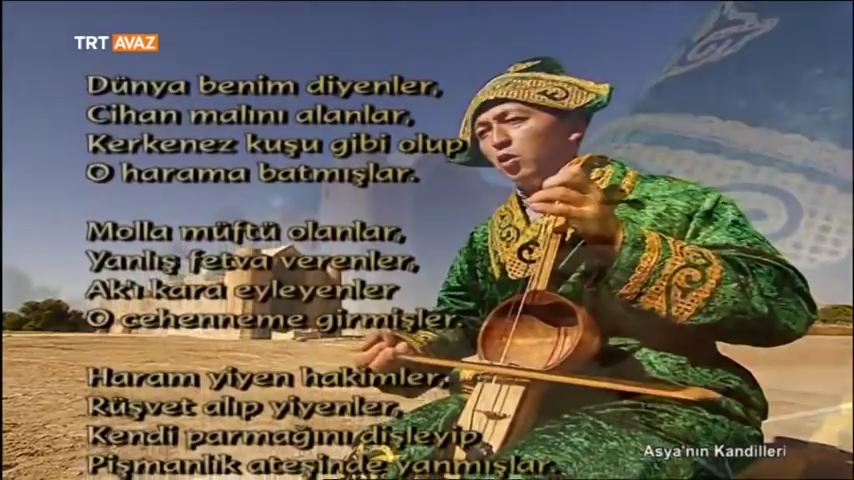 TRT AVAZ
Dünya benim diyenler,
Cihan malını alanlar,
Kerkenez kuşu gibi olup
O harama batmışlar.
Molla müftü olanlar,
Yanlış fetva verenler,
Ak'ı kara eyleyenler
O cehenneme girmişler.
Haram yiyen hakimler,
Rüşvet alıp yiyenler,
Kendi parmağını dişleyip
Pişmanlık ateşinde yanmışlar.
Asya'nın Kandilleri